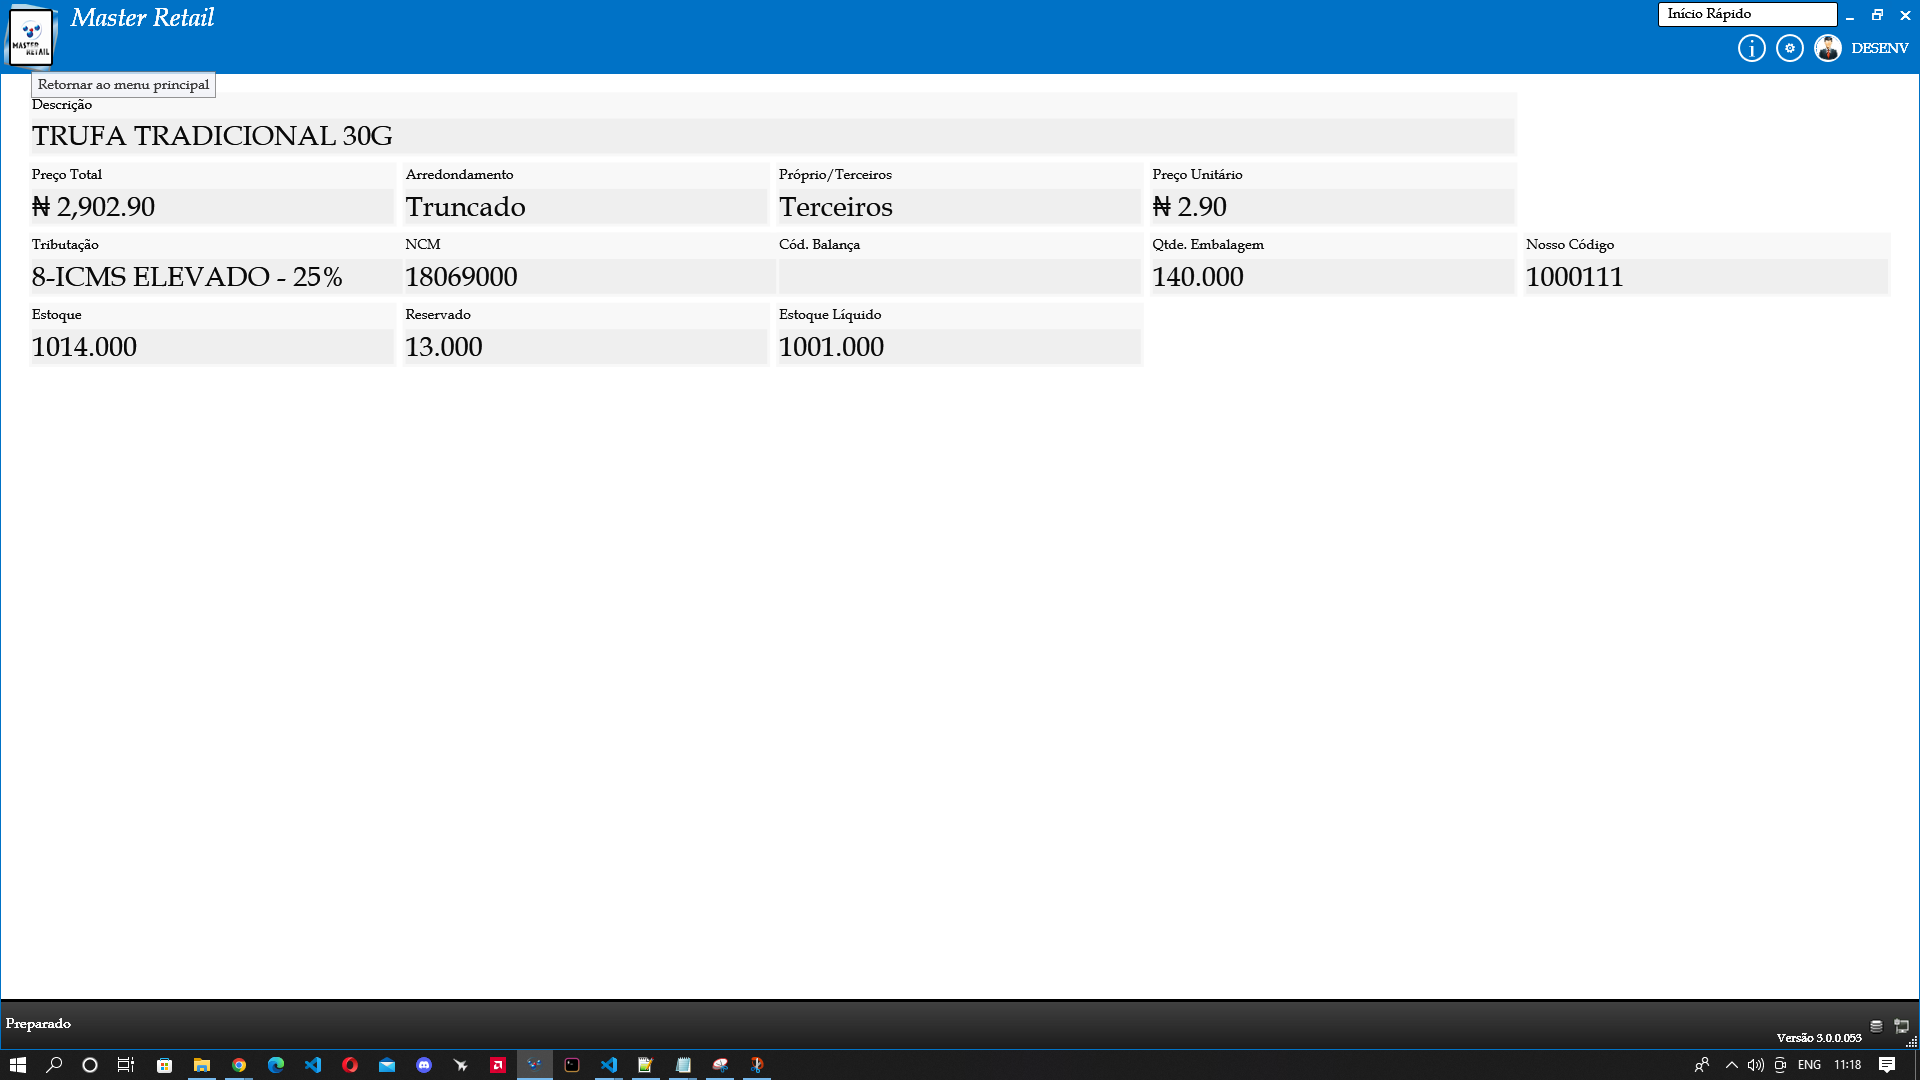 Master Retail
Início Rápido
MASTER
RETAIL
DESENV
Retornar ao menu principal
Descrição
TRUFA TRADICIONAL 30G
Preço Total
Arredondamento
Próprio/Terceiros
Preço Unitário
₦ 2,902.90
Truncado
Terceiros
₦ 2.90
Tributação
NCM
Cód. Balança
Qtde. Embalagem
Nosso Código
8-ICMS ELEVADO - 25%
18069000
140.000
1000111
Estoque
Reservado
Estoque Líquido
1014.000
13.000
1001.000
Preparado
Versão 3.0.0.053
ENG
11:18